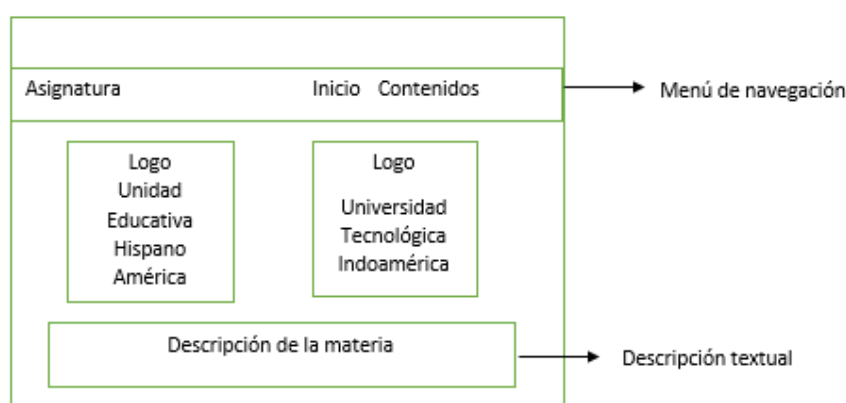 Asignatura Inicio Contenidos
Menú de navegación
Logo
Unidad
Educativa
Hispano
América
Logo
Universidad
Tecnológica
Indoamérica
Descripción de la materia
Descripción textual